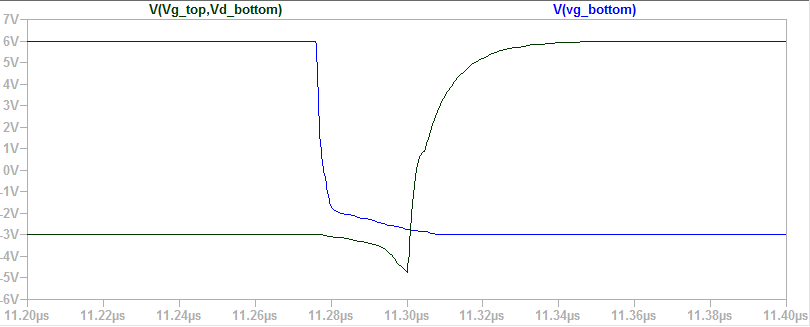 V(Vg_top,Vd_bottom) V(vg_bottom)
7V
6V
5V
4V
3V
2V
1V
0V
-1V
-2V
-3V
-4V
-5V
-6V
11.20µs 11.22µs 11.24µs 11.26µs 11.28µs 11.30µs 11.32µs 11.34µs 11.36µs 11.38µs 11.40µs